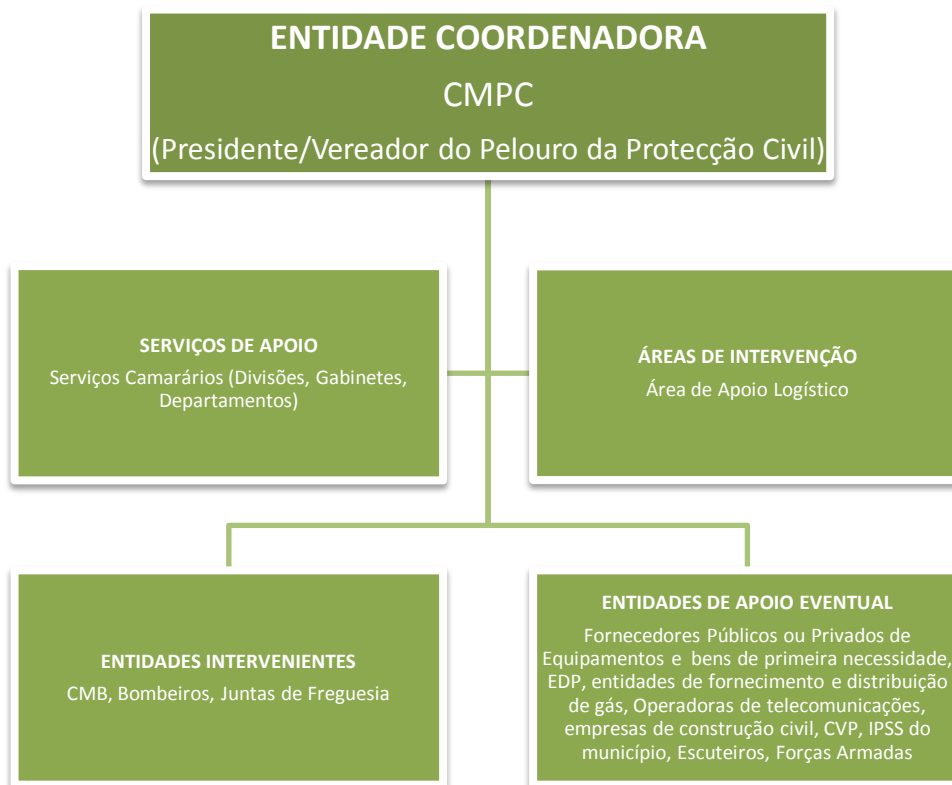 ENTIDADE COORDENADORA
CMPC
(Presidente/Vereador do Pelouro da Protecção Civil)
SERVIÇOS DE APOIO
Serviços Camarários (Divisões, Gabinetes,
Departamentos)
ÁREAS DE INTERVENÇÃO
Área de Apoio Logístico
ENTIDADES INTERVENIENTES
CMB, Bombeiros, Juntas de Freguesia
ENTIDADES DE APOIO EVENTUAL
Fornecedores Públicos ou Privados de
Equipamentos e bens de primeira necessidade,
EDP, entidades de fornecimento e distribuição
de gás, Operadoras de telecomunicações,
empresas de construção civil, CVP, IPSS do
município, Escuteiros, Forças Armadas